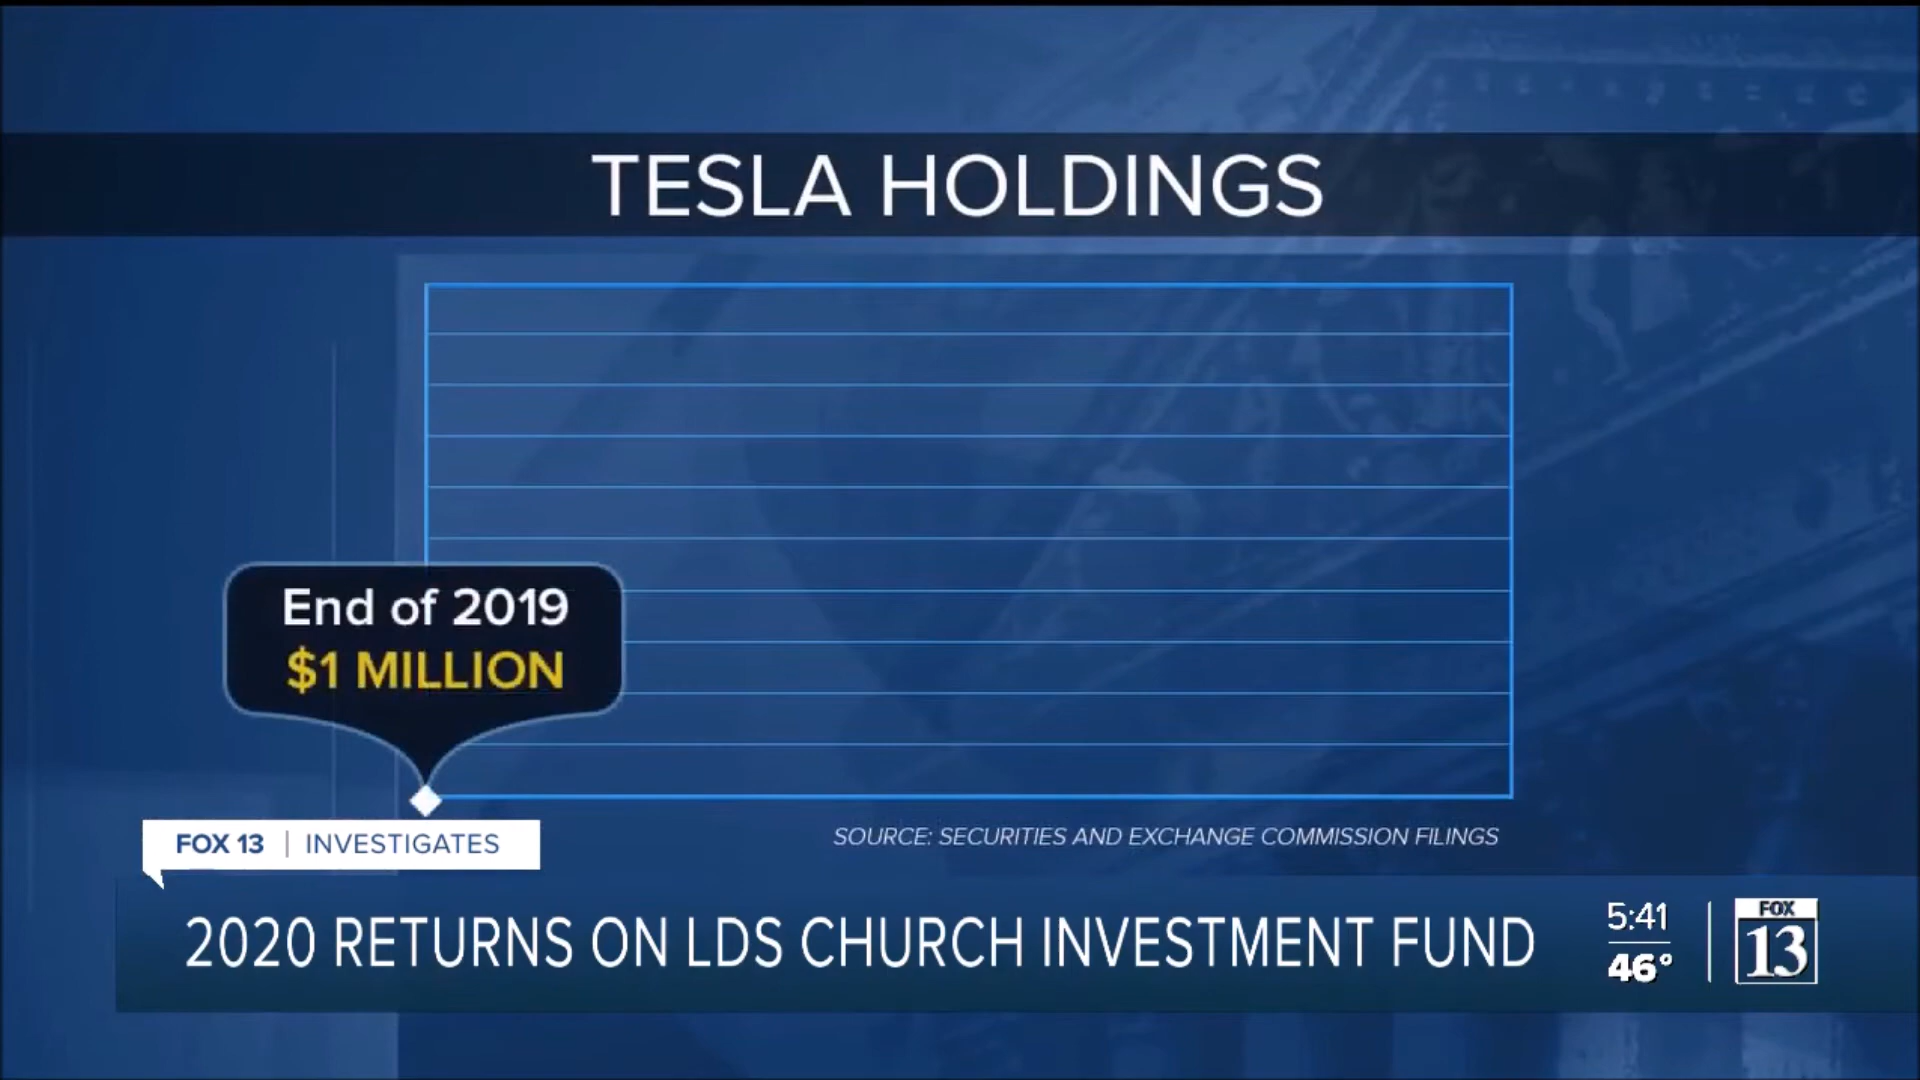 TESLA HOLDINGS
End of 2019
$1 MILLION
SOURCE: SECURITIES AND EXCHANGE COMMISSION FILINGS
FOX 13 | INVESTIGATES
2020 RETURNS ON LDS CHURCH INVESTMENT FUND
5:41
46°
FOX
13